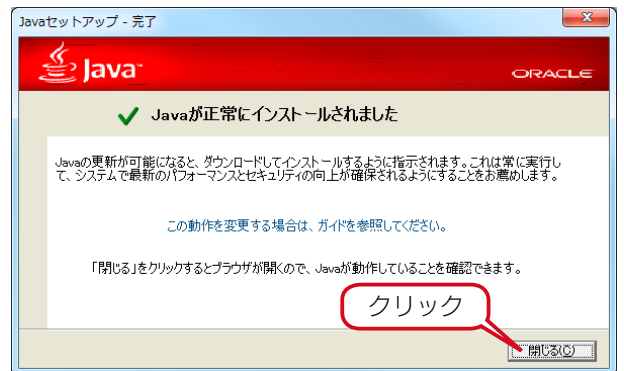 Javaセットアップ - 完了
Java
ORACLE
Javaが正常にインストールされました
Javaの更新が可能になると、ダウンロードしてインストールするように指示されます。これは常に実行し
て、システムで最新のパフォーマンスとセキュリティの向上が確保されるようにすることをお薦めします。
この動作を変更する場合は、ガイドを参照してください。
「閉じる」をクリックするとブラウザが開くので、Javaが動作していることを確認できます。
クリック
閉じる(C)